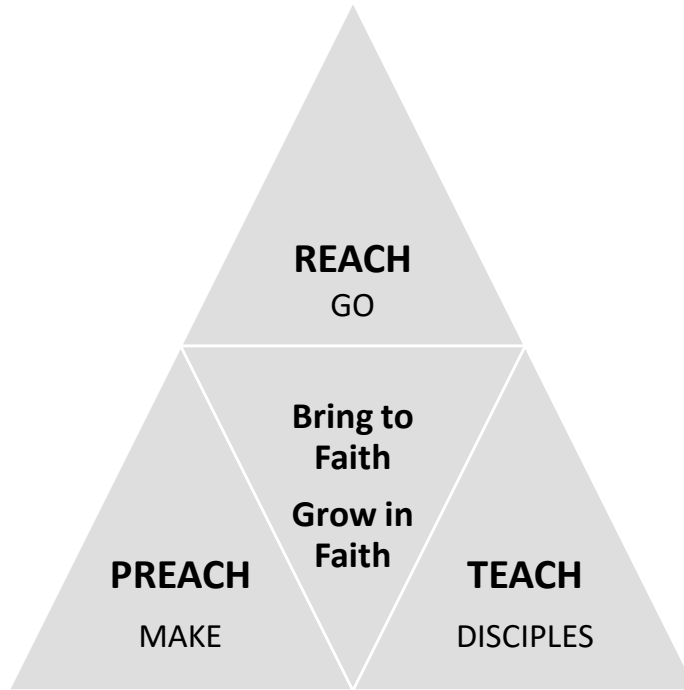 REACH
GO
Bring to
Faith
Grow in
Faith
PREACH
MAKE
TEACH
DISCIPLES